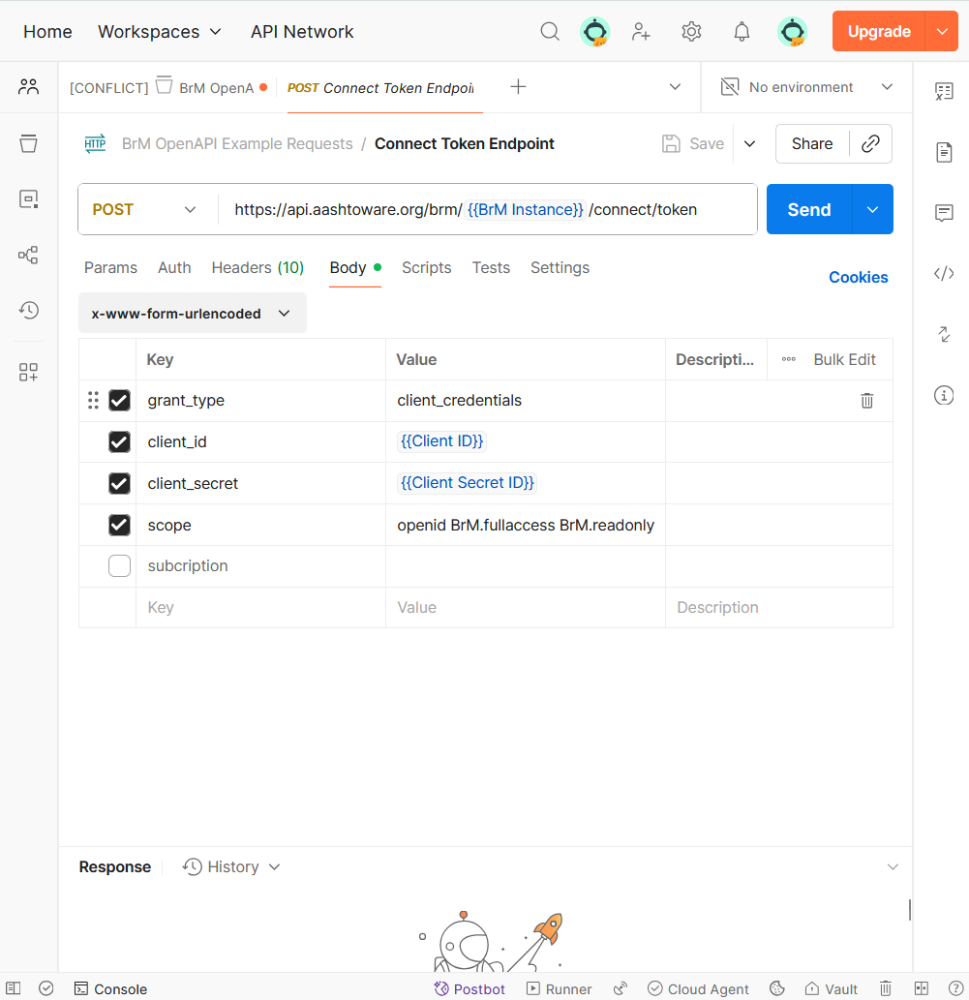 Home Workspaces API Network Upgrade
[CONFLICT] BrM OpenA POST Connect Token Endpoi No environment
HTTP BrM OpenAPI Example Requests / Connect Token Endpoint Save Share
POST https://api.aashtoware.org/brm/ {{BrM Instance}} /connect/token Send
Params Auth Headers (10) Body Scripts Tests Settings Cookies
x-www-form-urlencoded
Key Value Descripti... Bulk Edit
grant_type client_credentials
client_id {{Client ID}}
client_secret {{Client Secret ID}}
scope openid BrM.fullaccess BrM.readonly
subcription
Key Value Description
Response History
Console Postbot Runner Cloud Agent Vault